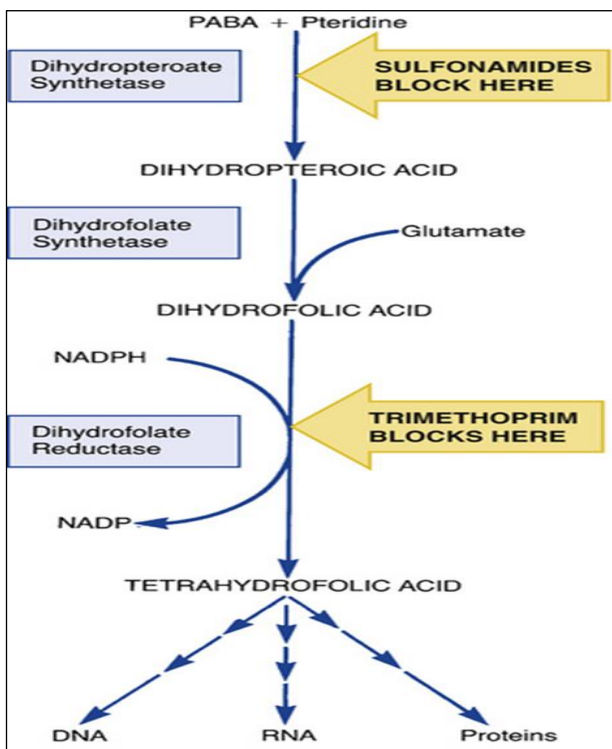 PABA + Pteridine
Dihydropteroate
Synthetase
SULFONAMIDES
BLOCK HERE
DIHYDROPTEROIC ACID
Dihydrofolate
Synthetase
Glutamate
DIHYDROFOLIC ACID
NADPH
Dihydrofolate
Reductase
TRIMETHOPRIM
BLOCKS HERE
NADP
TETRAHYDROFOLIC ACID
DNA
RNA
Proteins